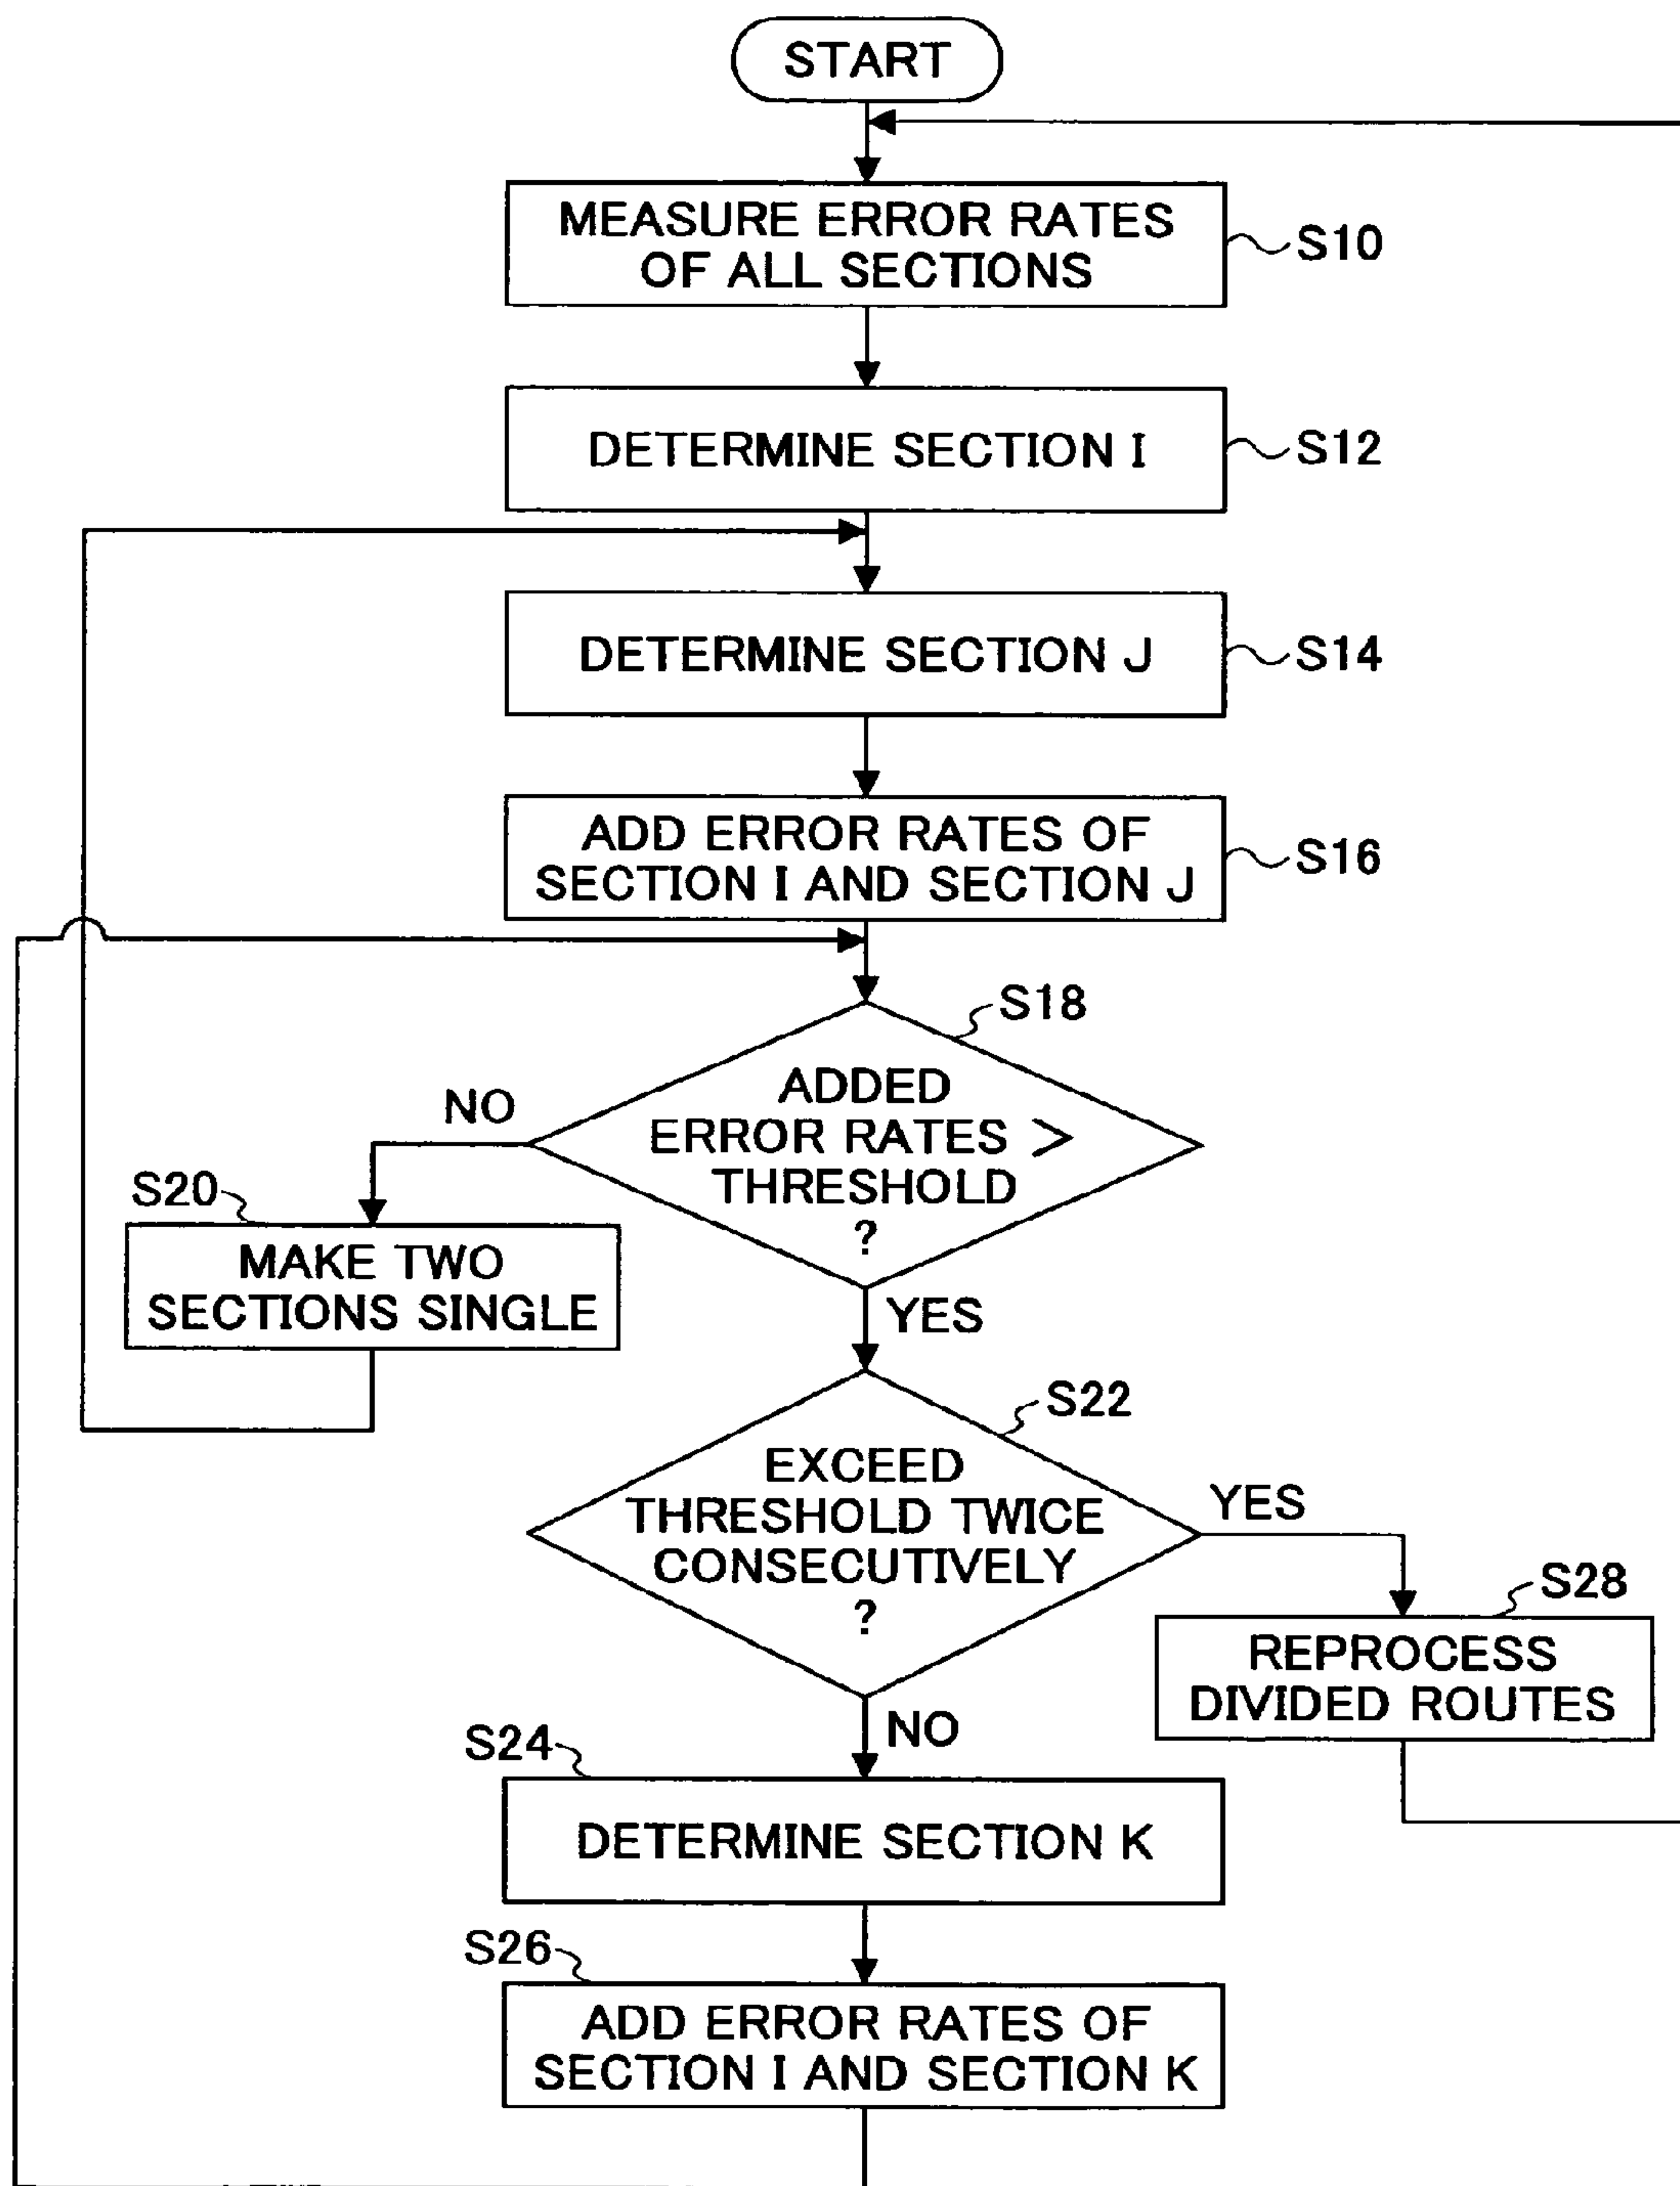 START
MEASURE ERROR RATES
OF ALL SECTIONS
S10
DETERMINE SECTION I
S12
DETERMINE SECTION J
S14
ADD ERROR RATES OF
SECTION I AND SECTION J
S16
S18
ADDED
ERROR RATES >
THRESHOLD
?
NO
S20
MAKE TWO
SECTIONS SINGLE
YES
S22
EXCEED
THRESHOLD TWICE
CONSECUTIVELY
?
YES
S28
REPROCESS
DIVIDED ROUTES
NO
S24
DETERMINE SECTION K
S26
ADD ERROR RATES OF
SECTION I AND SECTION K